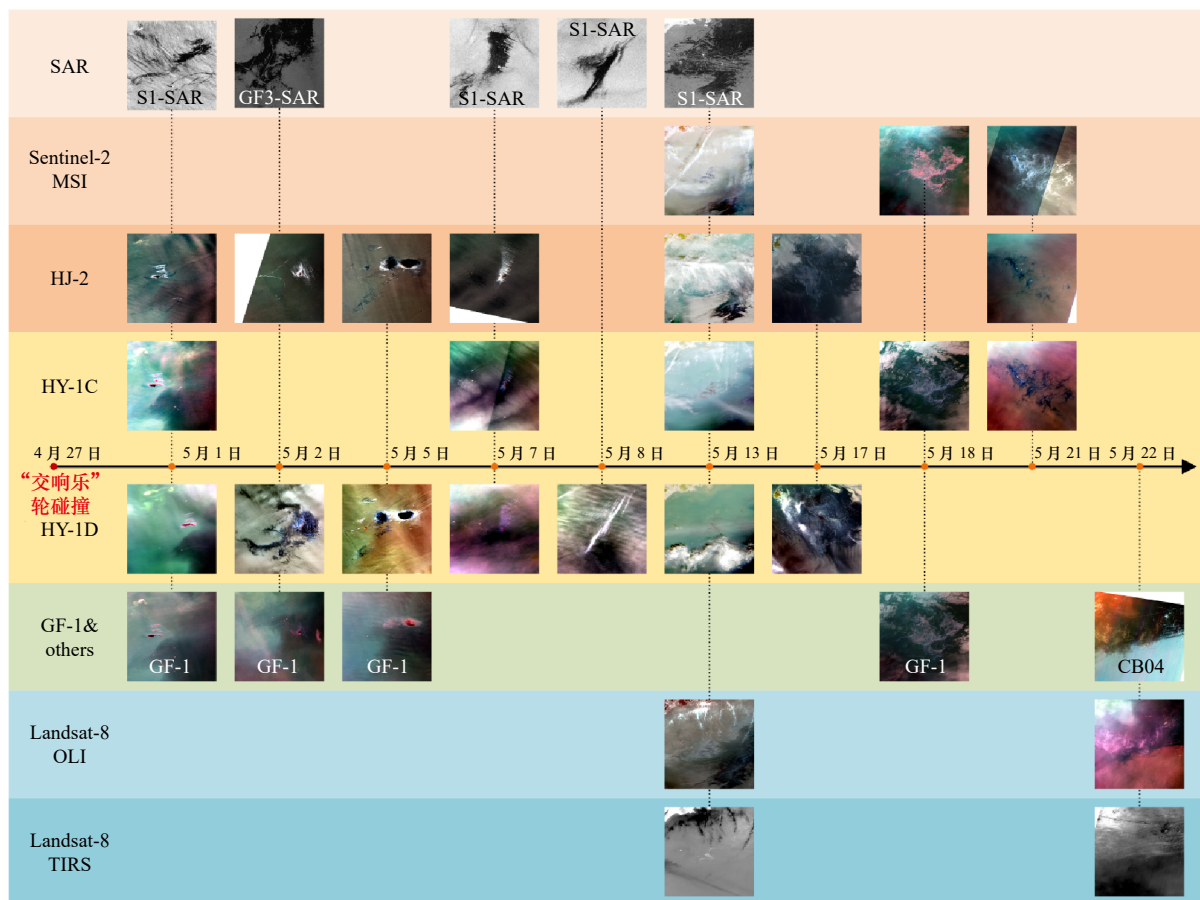 SAR
S1-SAR
GF3-SAR
S1-SAR
S1-SAR
S1-SAR
Sentinel-2
MSI
HJ-2
HY-1C
4 月 27 日
5 月 1 日
5 月 2 日
5 月 5 日
5 月 7 日
5 月 8 日
5 月 13 日
5 月 17 日
5 月 18 日
5 月 21 日
5 月 22 日
“交响乐”
轮碰撞
HY-1D
GF-1&
others
GF-1
GF-1
GF-1
GF-1
CB04
Landsat-8
OLI
Landsat-8
TIRS